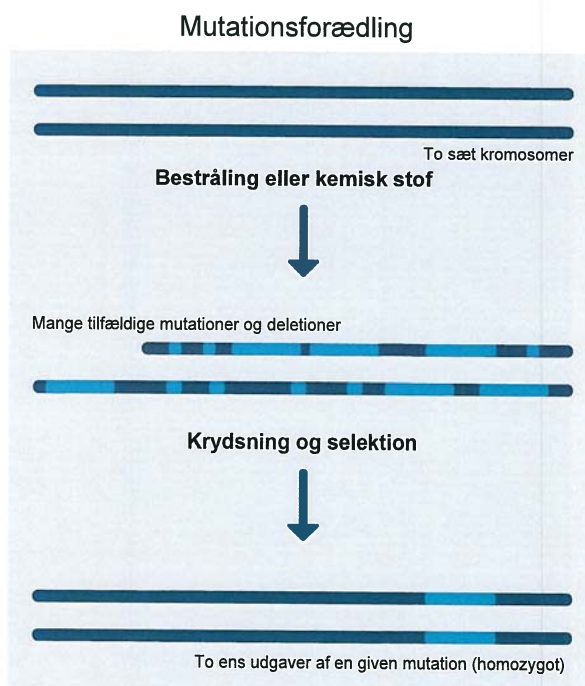 Mutationsforædling
To sæt kromosomer
Bestråling eller kemisk stof
Mange tilfældige mutationer og deletioner
Krydsning og selektion
To ens udgaver af en given mutation (homozygot)